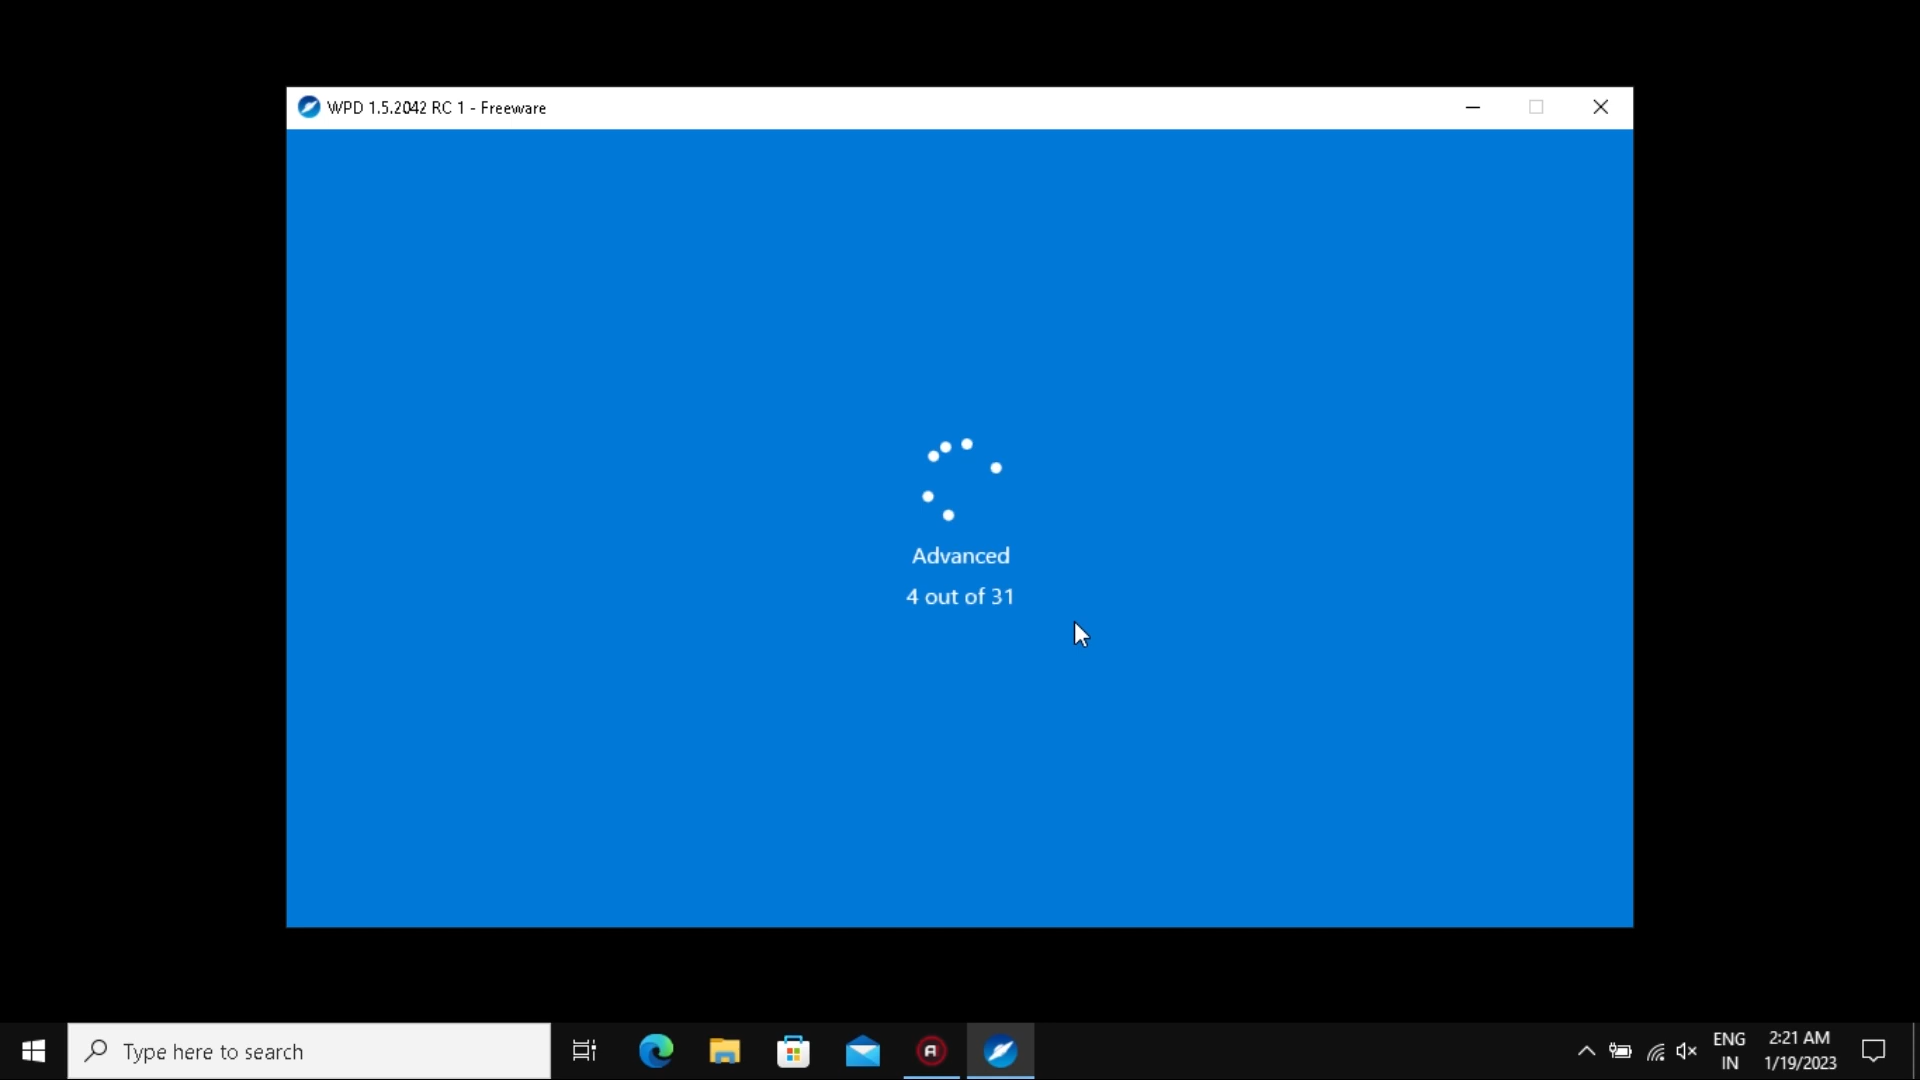 WPD 1.5.2042 RC 1 - Freeware
Advanced
4 out of 31
Type here to search
ENG
IN
2:21 AM
1/19/2023